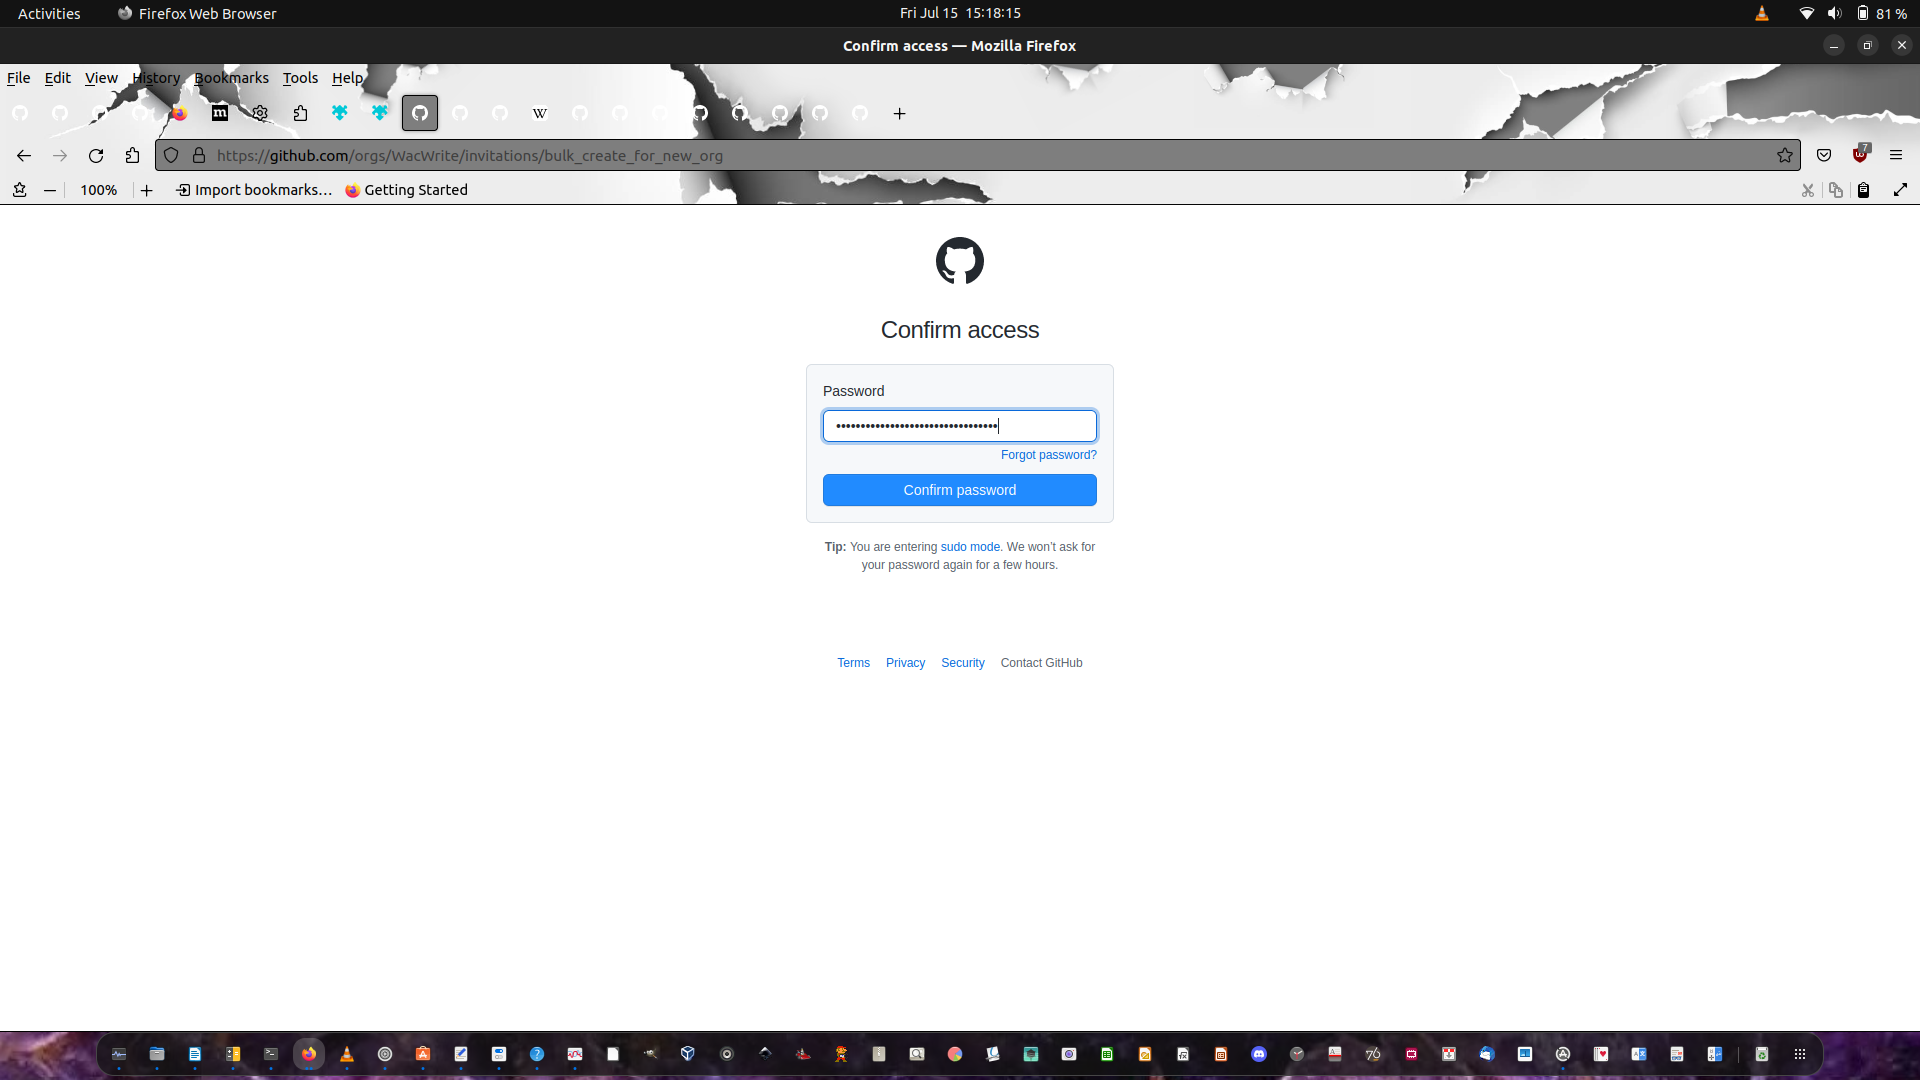 Activities
Firefox Web Browser
Fri Jul 15 15:18:15
81 %
Confirm access — Mozilla Firefox
File Edit View History Bookmarks Tools Help
https://github.com/orgs/WacWrite/invitations/bulk_create_for_new_org
7
100%
Import bookmarks…
Getting Started
Confirm access
Password
•••••••••••••••••••••••••••••••••
Forgot password?
Confirm password
Tip: You are entering sudo mode. We won't ask for
your password again for a few hours.
Terms Privacy Security Contact GitHub